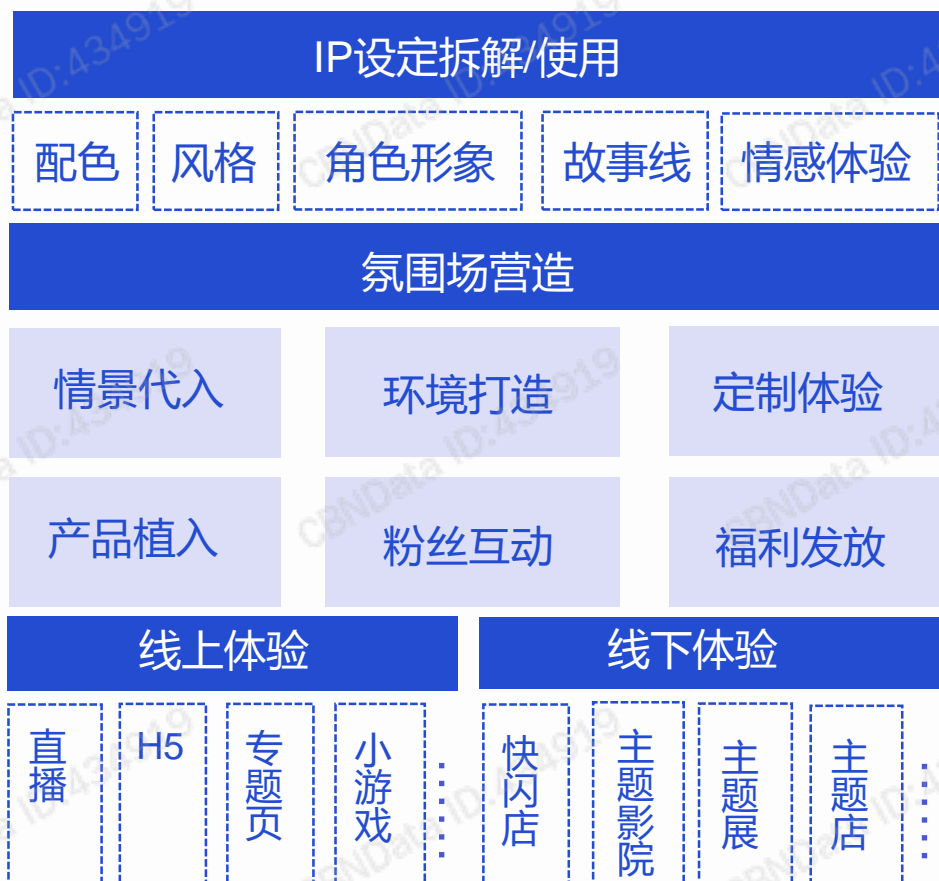 IP设定拆解/使用
配色 风格 角色形象 故事线 情感体验
氛围场营造
情景代入 环境打造 定制体验
产品植入 粉丝互动 福利发放
线上体验 线下体验
直播 H5 专题页 小游戏 …… 快闪店 主题影院 主题展 主题店 ……
CBNData ID:434919